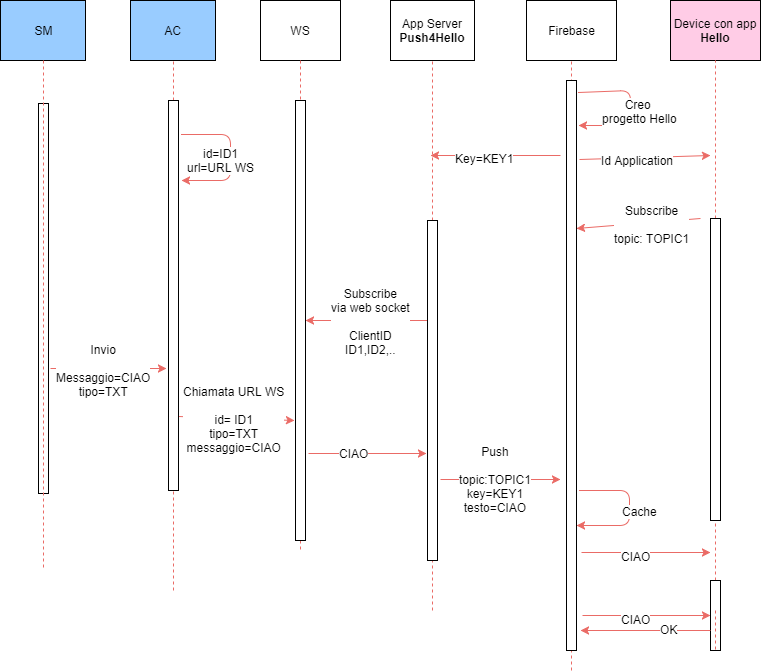 SM
AC
WS
App Server
Push4Hello
Firebase
Device con app
Hello
Creo
progetto Hello
id=ID1
url=URL WS
Key=KEY1
Id Application
Subscribe
topic: TOPIC1
Subscribe
via web socket
ClientID
ID1,ID2,..
Invio
Messaggio=CIAO
tipo=TXT
Chiamata URL WS
id= ID1
tipo=TXT
messaggio=CIAO
CIAO
Push
topic:TOPIC1
key=KEY1
testo=CIAO
Cache
CIAO
CIAO
OK